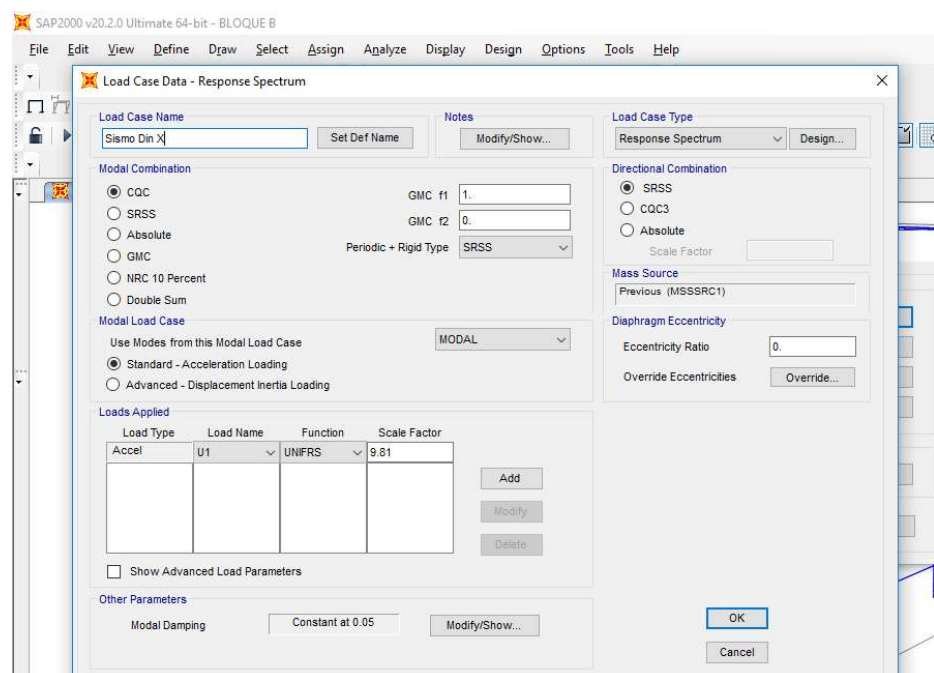 SAP2000 v20.2.0 Ultimate 64-bit - BLOQUE B
File Edit View Define Draw Select Assign Analyze Display Design Options Tools Help
Load Case Data - Response Spectrum
Load Case Name
Sismo Din X
Set Def Name
Notes
Modify/Show...
Load Case Type
Response Spectrum
Design...
Modal Combination
CQC
SRSS
Absolute
GMC
NRC 10 Percent
Double Sum
GMC f1 1.
GMC f2 0.
Periodic + Rigid Type SRSS
Directional Combination
SRSS
CQC3
Absolute
Scale Factor
Mass Source
Previous (MSSSRC1)
Modal Load Case
Use Modes from this Modal Load Case MODAL
Standard - Acceleration Loading
Advanced - Displacement Inertia Loading
Diaphragm Eccentricity
Eccentricity Ratio 0.
Override Eccentricities Override...
Loads Applied
Load Type Load Name Function Scale Factor
Accel U1 UNIFRS 9.81
Add
Modify
Delete
Show Advanced Load Parameters
Other Parameters
Modal Damping Constant at 0.05 Modify/Show...
OK
Cancel